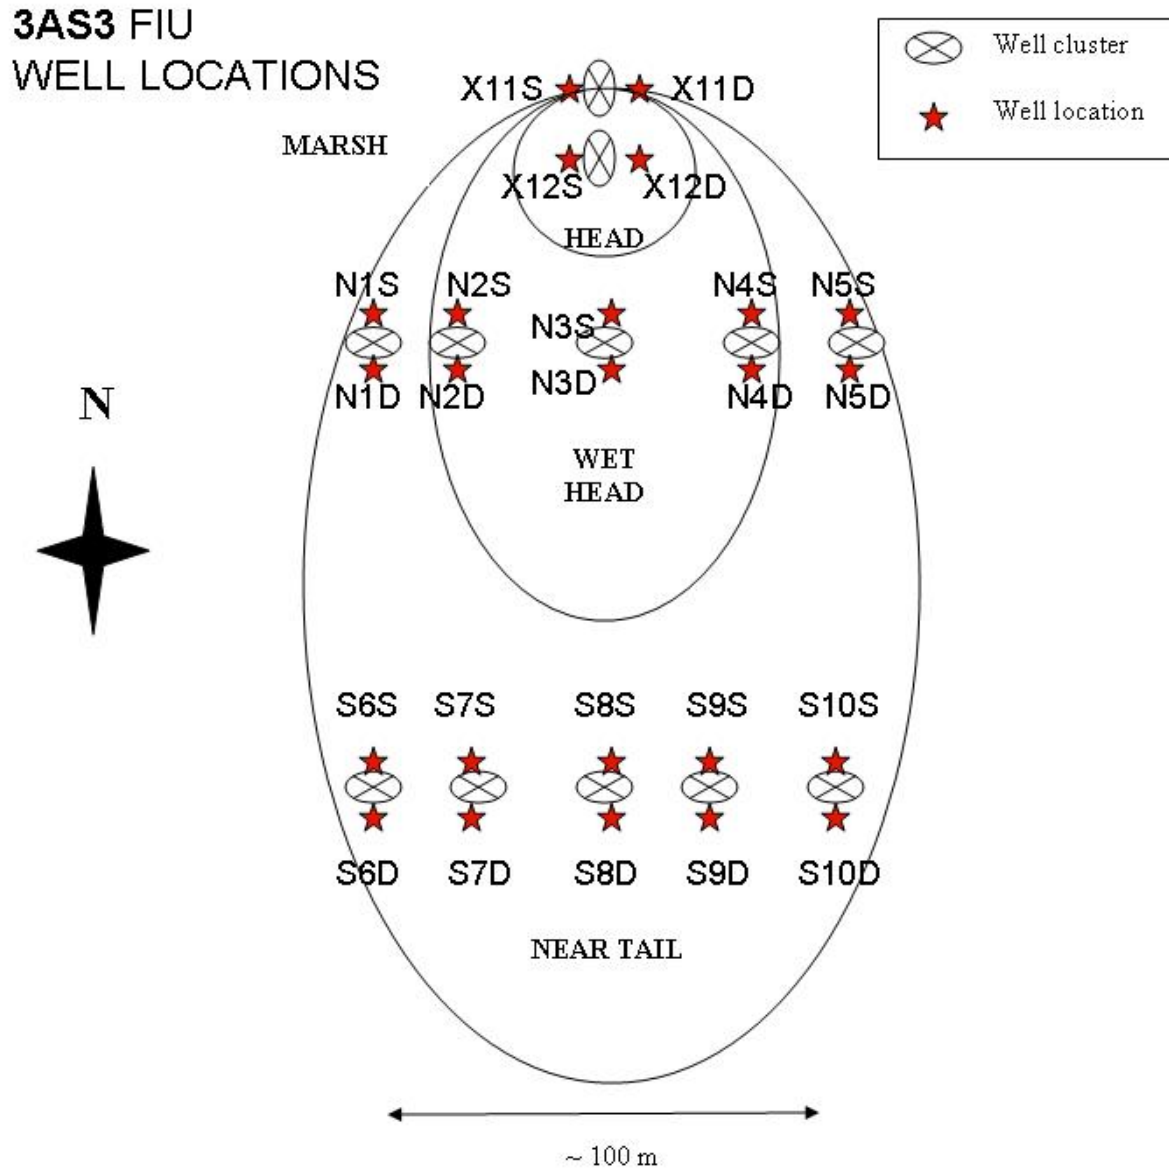 3AS3 FIU
WELL LOCATIONS
Well cluster
Well location
X11S X11D
MARSH
X12S X12D
HEAD
N1S N2S N4S N5S
N3S
N3D
N1D N2D N4D N5D
N
WET
HEAD
S6S S7S S8S S9S S10S
S6D S7D S8D S9D S10D
NEAR TAIL
~ 100 m